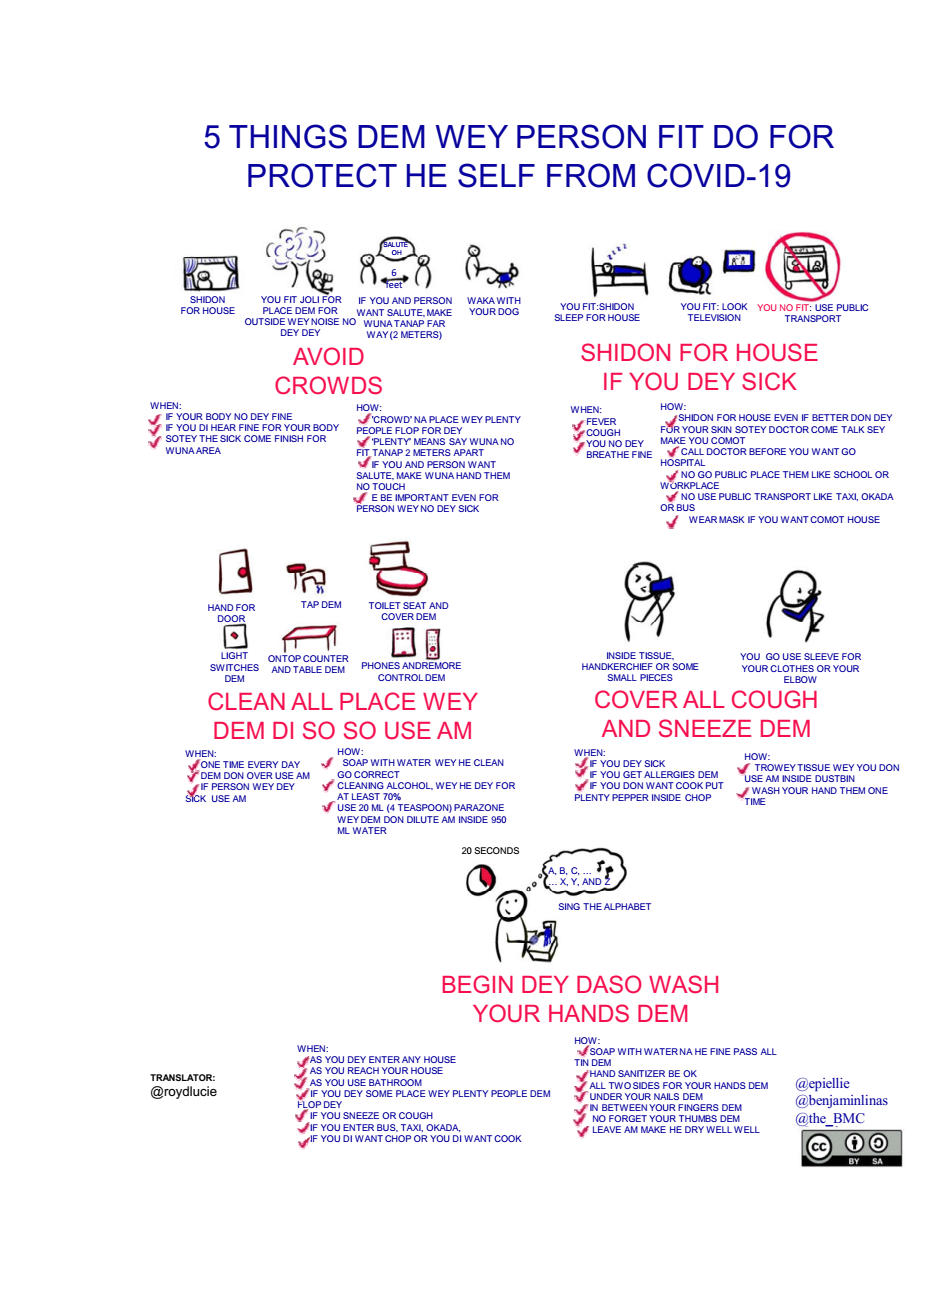 5 THINGS DEM WEY PERSON FIT DO FOR
PROTECT HE SELF FROM COVID-19
SALUTE
OH
6
feet
SHIDON
FOR HOUSE
YOU FIT JOLI FOR
PLACE DEM FOR
OUTSIDE WEY NOISE NO
DEY DEY
IF YOU AND PERSON
WANT SALUTE, MAKE
WUNA TANAP FAR
WAY (2 METERS)
WAKA WITH
YOUR DOG
AVOID
CROWDS
WHEN:
IF YOUR BODY NO DEY FINE
IF YOU DI HEAR FINE FOR YOUR BODY
SOTEY THE SICK COME FINISH FOR
WUNA AREA
HOW:
'CROWD' NA PLACE WEY PLENTY
PEOPLE FLOP FOR DEY
'PLENTY' MEANS SAY WUNA NO
FIT TANAP 2 METERS APART
IF YOU AND PERSON WANT
SALUTE, MAKE WUNA HAND THEM
NO TOUCH
E BE IMPORTANT EVEN FOR
PERSON WEY NO DEY SICK
YOU FIT:SHIDON
SLEEP FOR HOUSE
YOU FIT: LOOK
TELEVISION
YOU NO FIT: USE PUBLIC
TRANSPORT
SHIDON FOR HOUSE
IF YOU DEY SICK
WHEN:
FEVER
COUGH
YOU NO DEY
BREATHE FINE
HOW:
SHIDON FOR HOUSE EVEN IF BETTER DON DEY
FOR YOUR SKIN SOTEY DOCTOR COME TALK SEY
MAKE YOU COMOT
CALL DOCTOR BEFORE YOU WANT GO
HOSPITAL
NO GO PUBLIC PLACE THEM LIKE SCHOOL OR
WORKPLACE
NO USE PUBLIC TRANSPORT LIKE TAXI, OKADA
OR BUS
WEAR MASK IF YOU WANT COMOT HOUSE
HAND FOR
DOOR
TAP DEM
TOILET SEAT AND
COVER DEM
LIGHT
SWITCHES
DEM
ONTOP COUNTER
AND TABLE DEM
PHONES ANDREMORE
CONTROL DEM
CLEAN ALL PLACE WEY
DEM DI SO SO USE AM
WHEN:
ONE TIME EVERY DAY
DEM DON OVER USE AM
IF PERSON WEY DEY
SICK USE AM
HOW:
SOAP WITH WATER WEY HE CLEAN
GO CORRECT
CLEANING ALCOHOL, WEY HE DEY FOR
AT LEAST 70%
USE 20 ML (4 TEASPOON) PARAZONE
WEY DEM DON DILUTE AM INSIDE 950
ML WATER
INSIDE TISSUE,
HANDKERCHIEF OR SOME
SMALL PIECES
YOU GO USE SLEEVE FOR
YOUR CLOTHES OR YOUR
ELBOW
COVER ALL COUGH
AND SNEEZE DEM
WHEN:
IF YOU DEY SICK
IF YOU GET ALLERGIES DEM
IF YOU DON WANT COOK PUT
PLENTY PEPPER INSIDE CHOP
HOW:
TROWEY TISSUE WEY YOU DON
USE AM INSIDE DUSTBIN
WASH YOUR HAND THEM ONE
TIME
20 SECONDS
A, B, C, ...
... X, Y, AND Z
SING THE ALPHABET
BEGIN DEY DASO WASH
YOUR HANDS DEM
WHEN:
AS YOU DEY ENTER ANY HOUSE
AS YOU REACH YOUR HOUSE
AS YOU USE BATHROOM
IF YOU DEY SOME PLACE WEY PLENTY PEOPLE DEM
FLOP DEY
IF YOU SNEEZE OR COUGH
IF YOU ENTER BUS, TAXI, OKADA,
IF YOU DI WANT CHOP OR YOU DI WANT COOK
HOW:
SOAP WITH WATER NA HE FINE PASS ALL
TIN DEM
HAND SANITIZER BE OK
ALL TWO SIDES FOR YOUR HANDS DEM
UNDER YOUR NAILS DEM
IN BETWEEN YOUR FINGERS DEM
NO FORGET YOUR THUMBS DEM
LEAVE AM MAKE HE DRY WELL WELL
TRANSLATOR:
@roydlucie
@epiellie
@benjaminlinas
@the_BMC
cc
BY SA